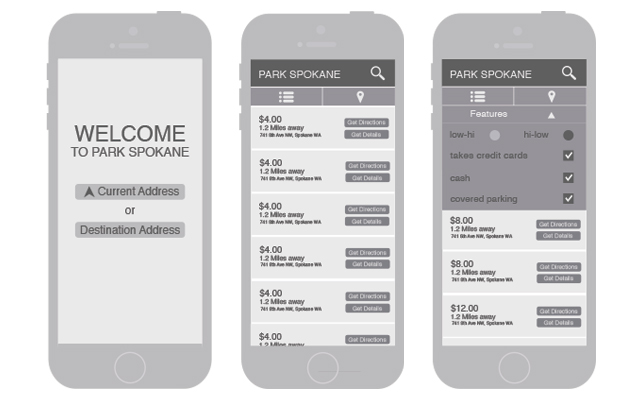 WELCOME
TO PARK SPOKANE
Current Address
or
Destination Address
PARK SPOKANE
$4.00
1.2 Miles away
741 8th Ave NW, Spokane WA
Get Directions
Get Details
$4.00
1.2 Miles away
741 8th Ave NW, Spokane WA
Get Directions
Get Details
$4.00
1.2 Miles away
741 8th Ave NW, Spokane WA
Get Directions
Get Details
$4.00
1.2 Miles away
741 8th Ave NW, Spokane WA
Get Directions
Get Details
$4.00
1.2 Miles away
741 8th Ave NW, Spokane WA
Get Directions
Get Details
$4.00
1.2 Miles away
Get Directions
PARK SPOKANE
Features
low-hi hi-low
takes credit cards
cash
covered parking
$8.00
1.2 Miles away
741 8th Ave NW, Spokane WA
Get Directions
Get Details
$8.00
1.2 Miles away
741 8th Ave NW, Spokane WA
Get Directions
Get Details
$12.00
1.2 Miles away
741 8th Ave NW, Spokane WA
Get Directions
Get Details